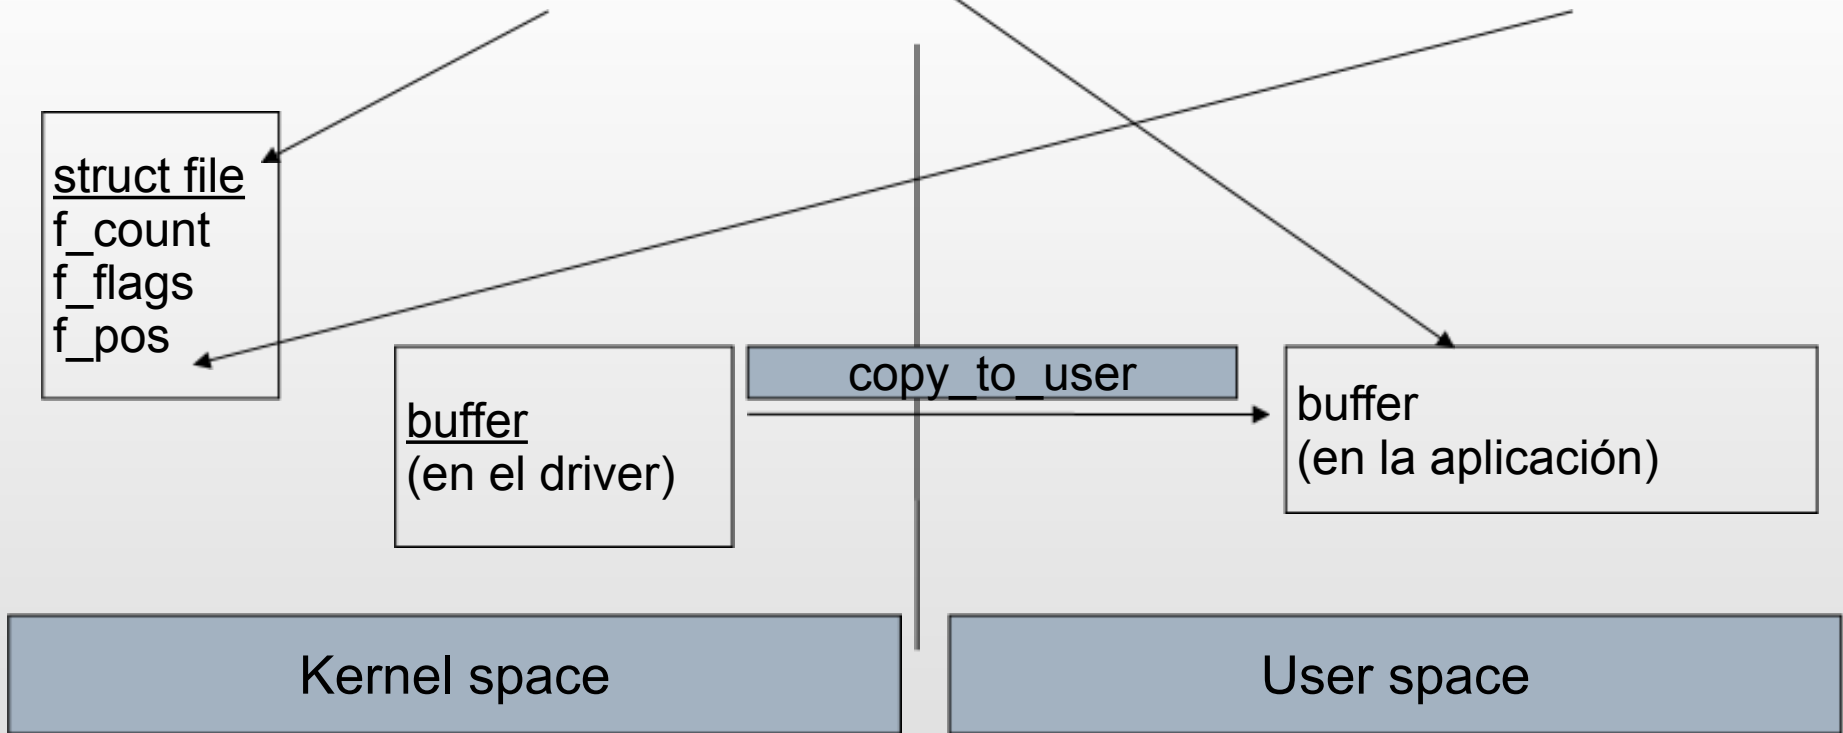 struct file
f_count
f_flags
f_pos
buffer
(en el driver)
copy_to_user
buffer
(en la aplicación)
Kernel space
User space